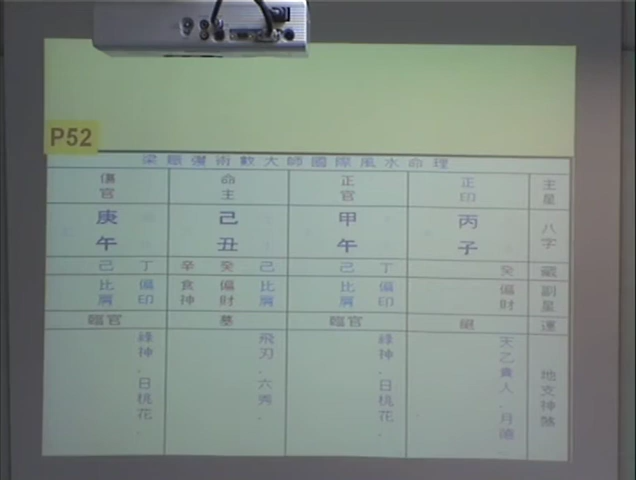 P52
梁飈彊術數大師國際風水命理
傷官 命主 正官 正印 主星
庚午 己丑 甲午 丙子 八字
己丁 辛癸己 己丁 癸 藏
比肩 偏印 食神 偏財 比肩 比肩 偏印 偏財 副星
臨官 墓 臨官 絕 運
祿神.日桃花. 飛刃.六秀. 祿神.日桃花. 天乙貴人.月德. 地支神煞